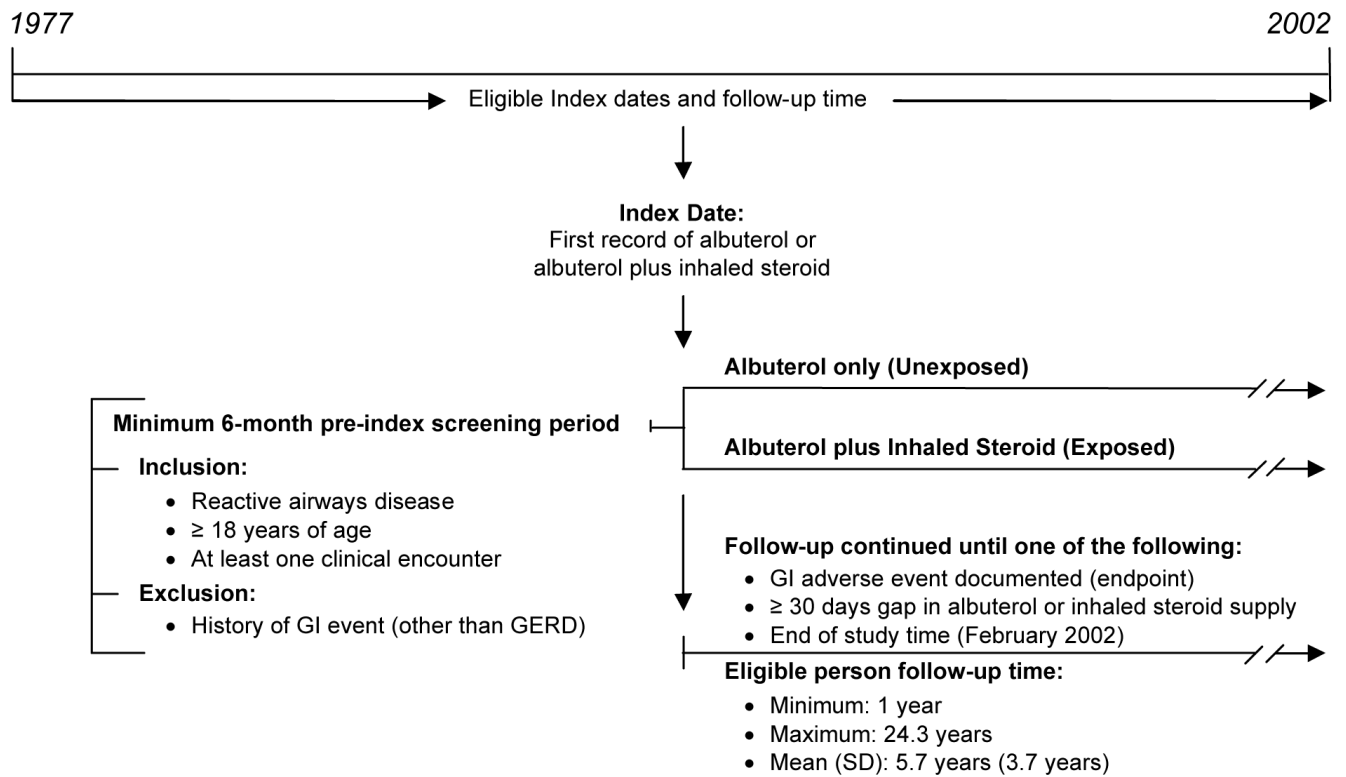 1977
2002
Eligible Index dates and follow-up time
Index Date:
First record of albuterol or
albuterol plus inhaled steroid
Albuterol only (Unexposed)
Minimum 6-month pre-index screening period
Albuterol plus Inhaled Steroid (Exposed)
Inclusion:
• Reactive airways disease
• ≥ 18 years of age
• At least one clinical encounter
Exclusion:
• History of GI event (other than GERD)
Follow-up continued until one of the following:
• GI adverse event documented (endpoint)
• ≥ 30 days gap in albuterol or inhaled steroid supply
• End of study time (February 2002)
Eligible person follow-up time:
• Minimum: 1 year
• Maximum: 24.3 years
• Mean (SD): 5.7 years (3.7 years)